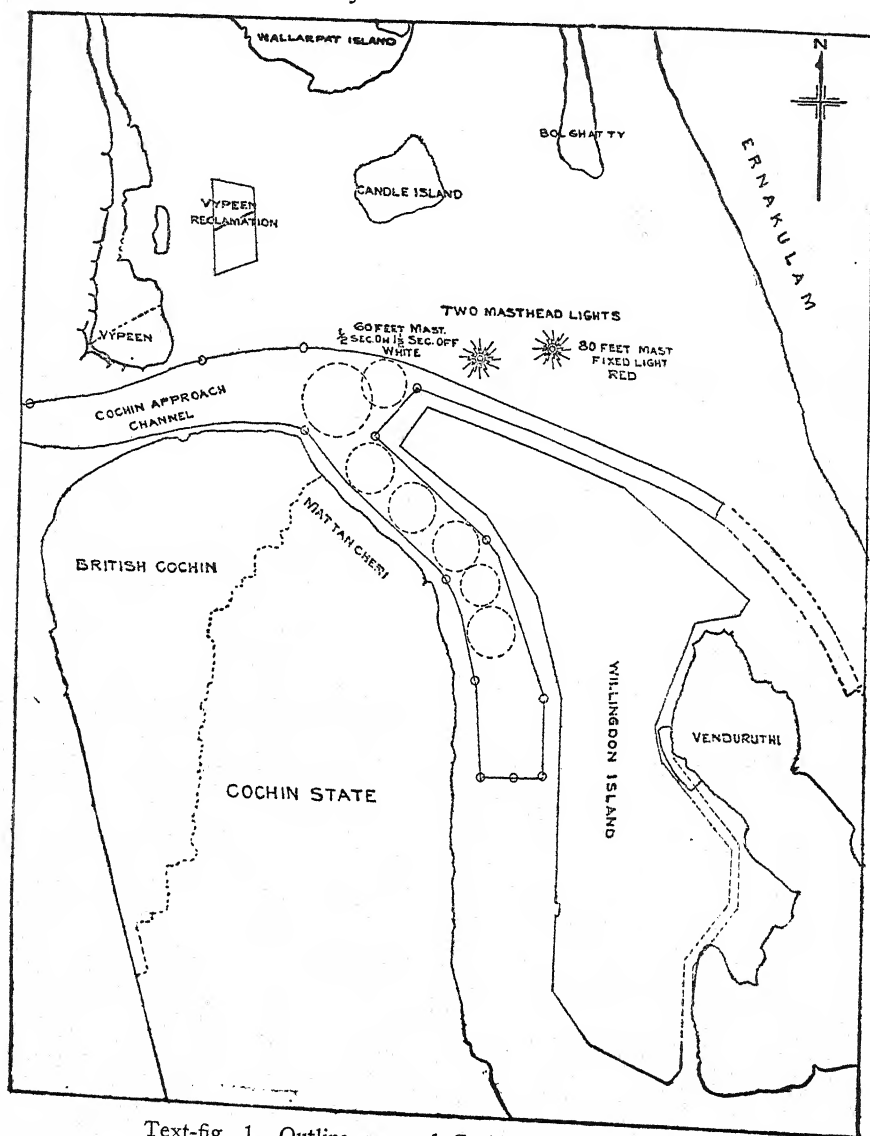 WALLARPAT ISLAND
N
BOLGHATTY
ERNAKULAM
VYPEEN
RECLAMATION
CANDLE ISLAND
TWO MASTHEAD LIGHTS
60 FEET MAST.
½ SEC. ON 1½ SEC. OFF
WHITE
80 FEET MAST
FIXED LIGHT
RED
VYPEEN
COCHIN APPROACH
CHANNEL
MATTANCHERI
BRITISH COCHIN
WILLINGDON ISLAND
VENDURUTHI
COCHIN STATE
Text-fig. 1. Outline